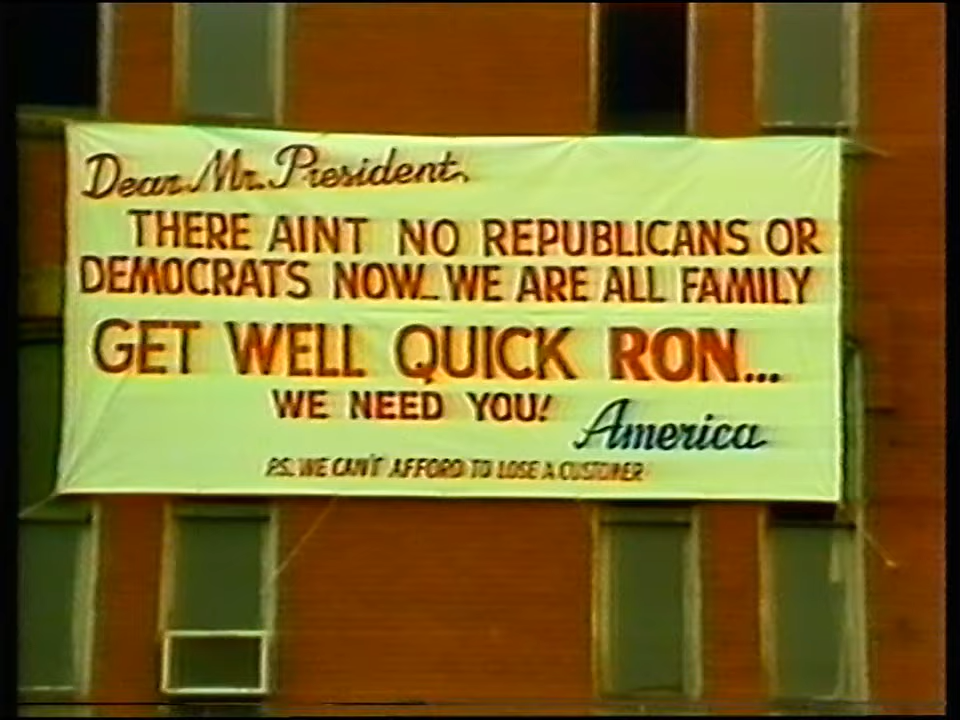 Dear Mr. President,
THERE AINT NO REPUBLICANS OR
DEMOCRATS NOW_WE ARE ALL FAMILY
GET WELL QUICK RON...
WE NEED YOU!
America
P.S. WE CAN'T AFFORD TO LOSE A CUSTOMER